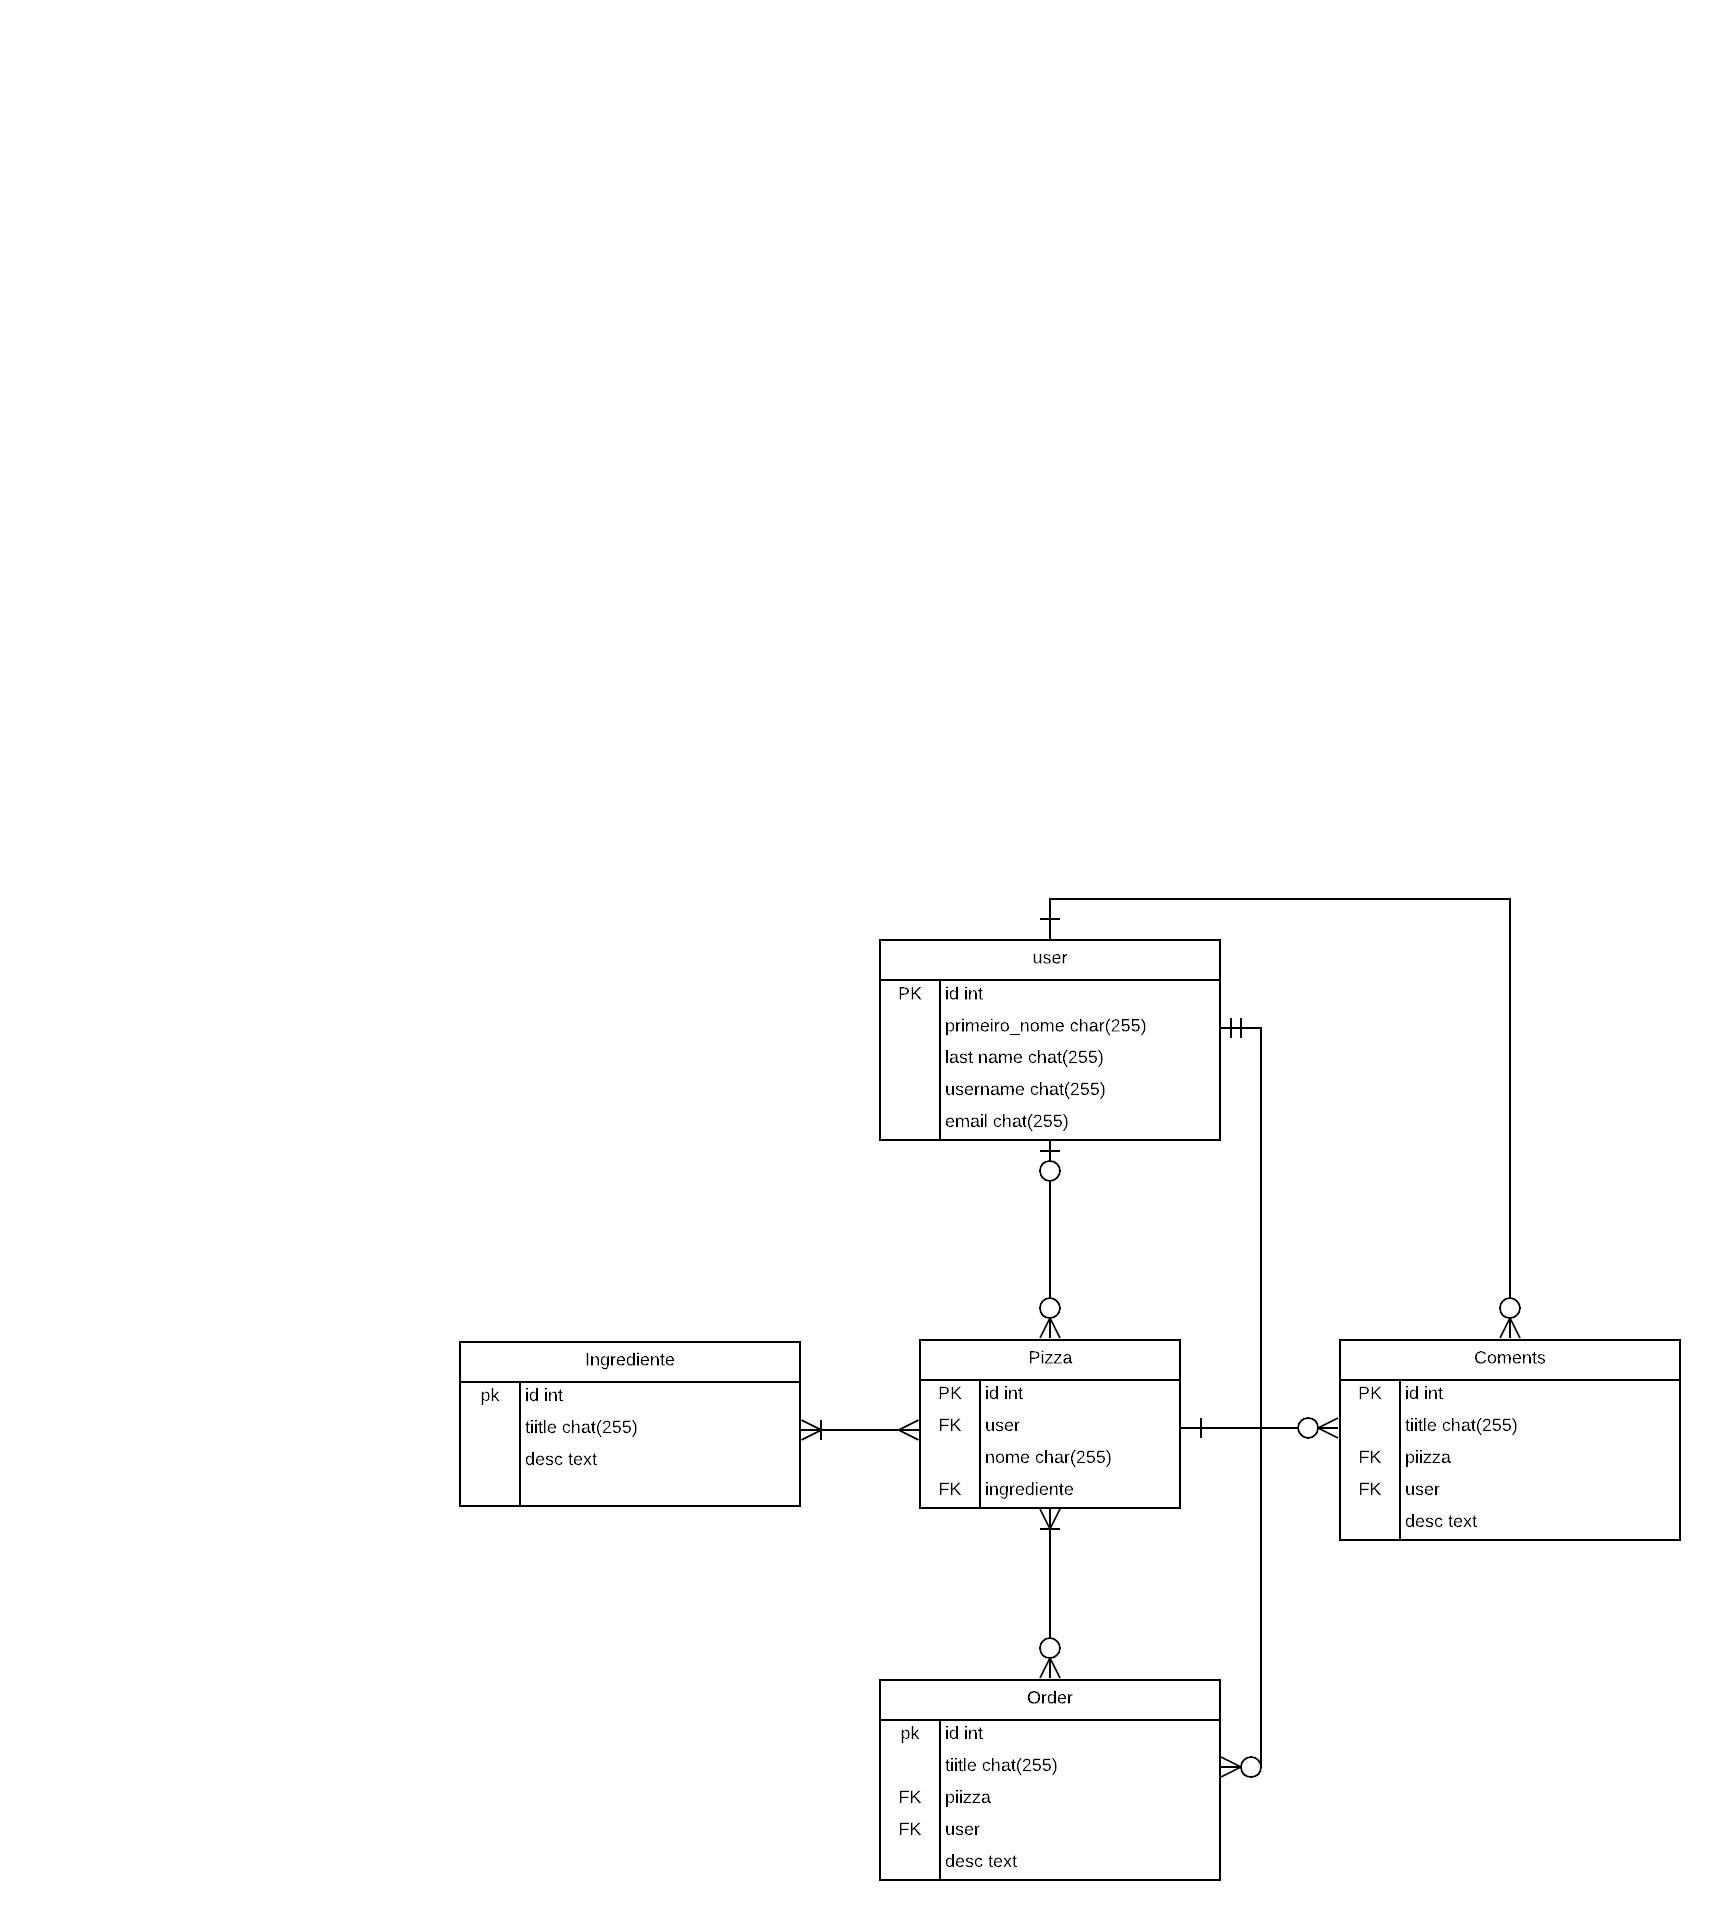 user
PK id int
primeiro_nome char(255)
last name chat(255)
username chat(255)
email chat(255)
Ingrediente
pk id int
tiitle chat(255)
desc text
Pizza
PK id int
FK user
nome char(255)
FK ingrediente
Coments
PK id int
tiitle chat(255)
FK piizza
FK user
desc text
Order
pk id int
tiitle chat(255)
FK piizza
FK user
desc text